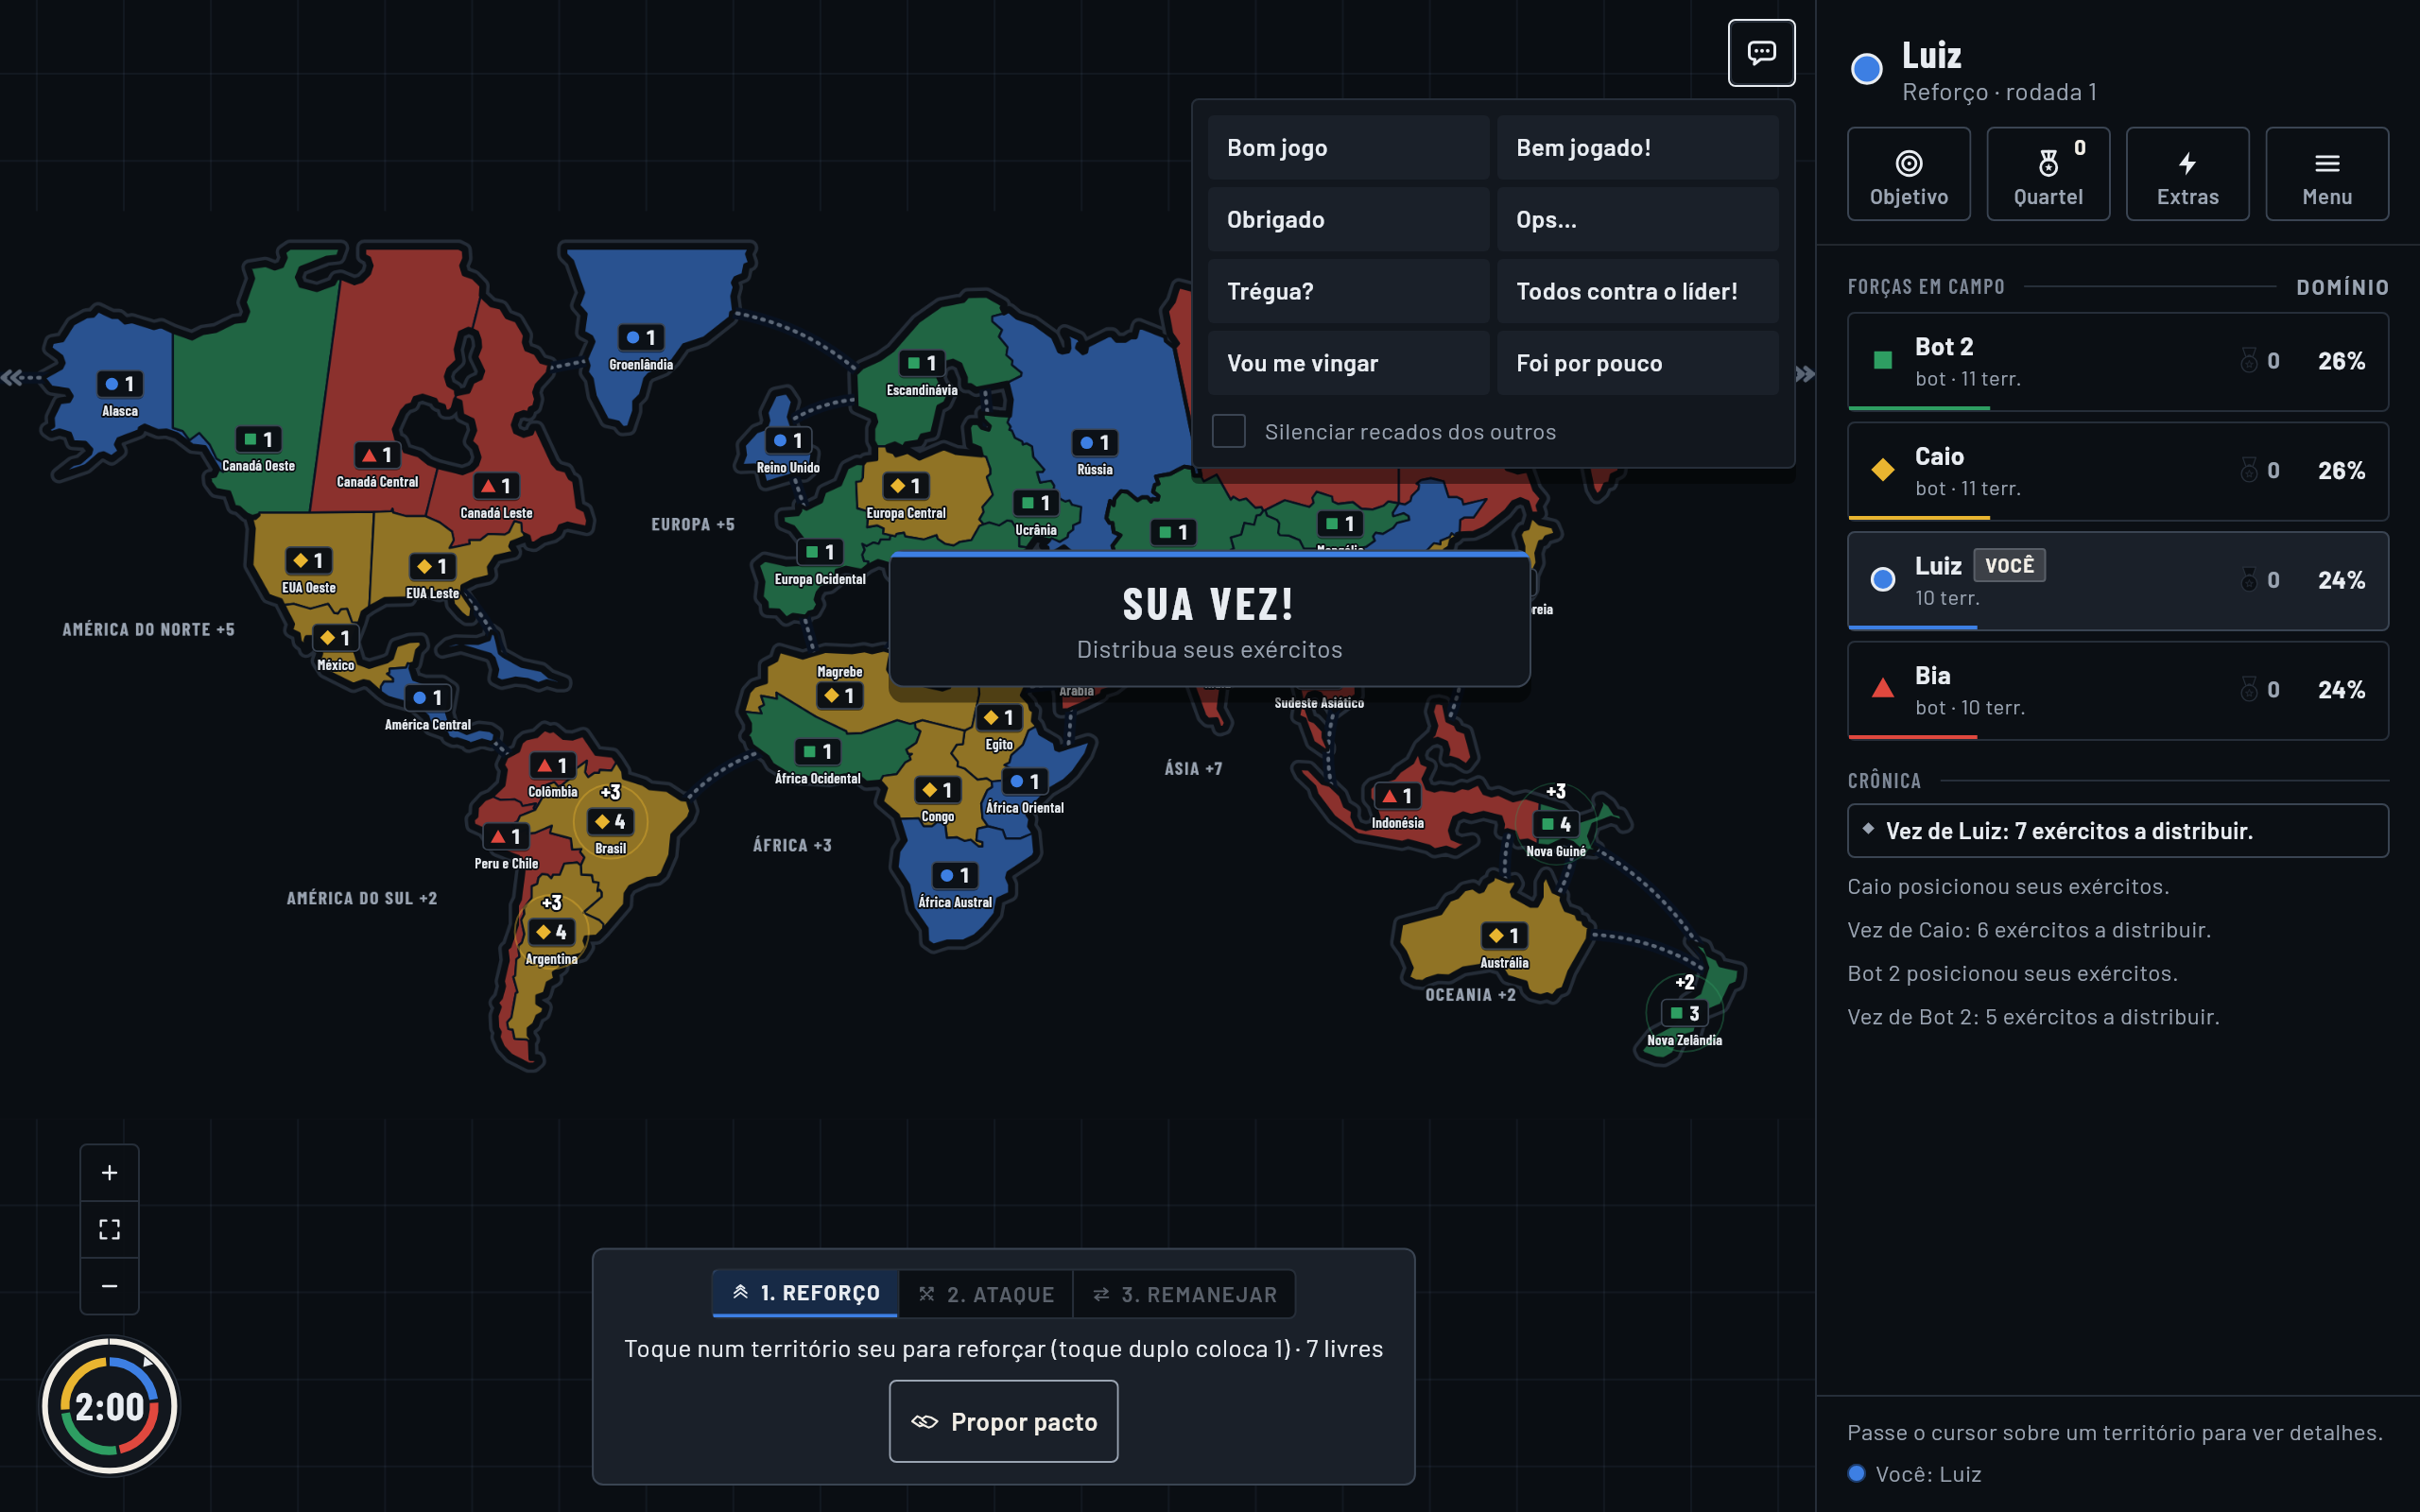 Luiz
Reforço · rodada 1
Objetivo
0
Quartel
Extras
Menu
Bom jogo
Bem jogado!
Obrigado
Ops...
Trégua?
Todos contra o líder!
Vou me vingar
Foi por pouco
Silenciar recados dos outros
FORÇAS EM CAMPO
DOMÍNIO
Bot 2
bot · 11 terr.
0
26%
Caio
bot · 11 terr.
0
26%
Luiz VOCÊ
10 terr.
0
24%
Bia
bot · 10 terr.
0
24%
CRÔNICA
Vez de Luiz: 7 exércitos a distribuir.
Caio posicionou seus exércitos.
Vez de Caio: 6 exércitos a distribuir.
Bot 2 posicionou seus exércitos.
Vez de Bot 2: 5 exércitos a distribuir.
Passe o cursor sobre um território para ver detalhes.
Você: Luiz
1
Alasca
1
Canadá Oeste
1
Canadá Central
1
Canadá Leste
1
Groenlândia
1
EUA Oeste
1
EUA Leste
1
México
1
América Central
AMÉRICA DO NORTE +5
1
Colômbia
1
Peru e Chile
+3
4
Brasil
+3
4
Argentina
AMÉRICA DO SUL +2
EUROPA +5
1
Reino Unido
1
Escandinávia
1
Europa Central
1
Europa Ocidental
1
Ucrânia
1
Rússia
1
1
SUA VEZ!
Distribua seus exércitos
Magrebe
1
1
Egito
1
África Ocidental
1
Congo
1
África Oriental
1
África Austral
ÁFRICA +3
Arábia
Sudeste Asiático
ÁSIA +7
1
Indonésia
+3
4
Nova Guiné
1
Austrália
+2
3
Nova Zelândia
OCEANIA +2
+
−
2:00
1. REFORÇO
2. ATAQUE
3. REMANEJAR
Toque num território seu para reforçar (toque duplo coloca 1) · 7 livres
Propor pacto